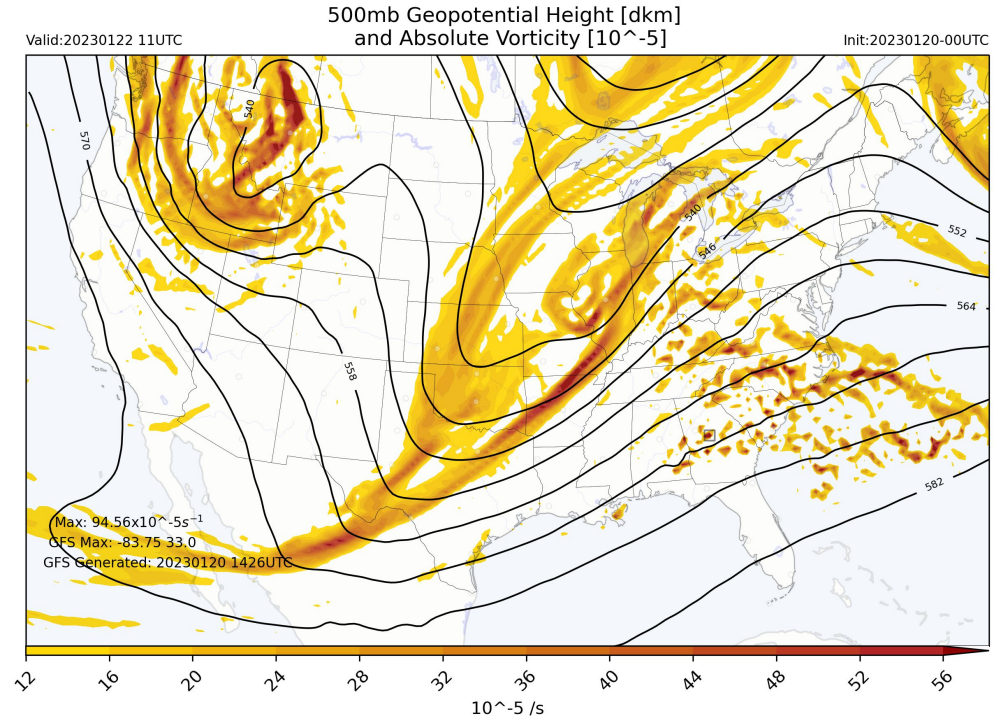 500mb Geopotential Height [dkm]
and Absolute Vorticity [10^-5]
Valid:20230122 11UTC
Init:20230120-00UTC
540
570
540
552
546
564
558
582
Max: 94.56x10^-5s⁻¹
GFS Max: -83.75 33.0
GFS Generated: 20230120 1426UTC
12 16 20 24 28 32 36 40 44 48 52 56
10^-5 /s